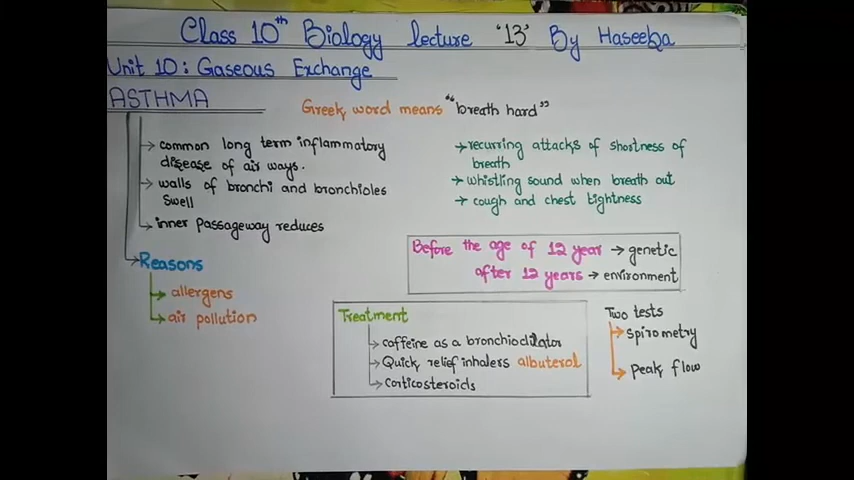 Class 10th Biology lecture '13' By Haseeba
Unit 10: Gaseous Exchange
ASTHMA
Greek word means "breath hard"
common long term inflammatory
disease of air ways.
walls of bronchi and bronchioles
swell
inner passageway reduces
→ recurring attacks of shortness of
breath
→ whistling sound when breath out
→ cough and chest tightness
Before the age of 12 year → genetic
after 12 years → environment
Reasons
allergens
air pollution
Treatment
caffeine as a bronchiodilator
Quick relief inhalers albuterol
corticosteroids
Two tests
spirometry
peak flow